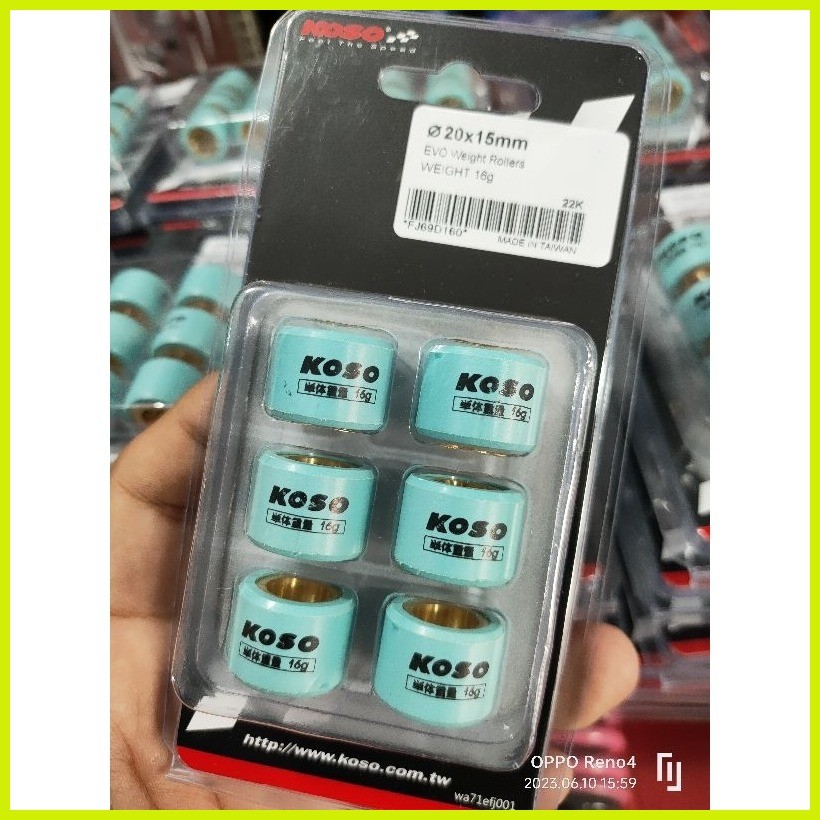 KOSO
Feel The Speed
Ø 20x15mm
EVO Weight Rollers
WEIGHT 16g
22K
*FJ69D160*
MADE IN TAIWAN
KOSO
単体重量 16g
KOSO
単体重量 16g
KOSO
単体重量 16g
KOSO
単体重量 16g
KOSO
単体重量 16g
KOSO
単体重量 16g
http://www.koso.com.tw
OPPO Reno4
2023.06.10 15:59
wa71efj001